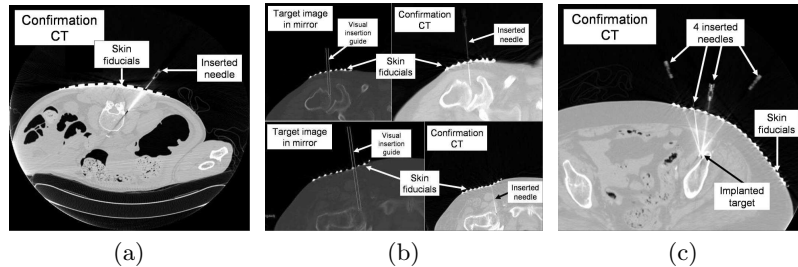 Confirmation
CT
Skin
fiducials
Inserted
needle
(a)
Target image
in mirror
Visual
insertion
guide
Confirmation
CT
Skin
fiducials
Inserted
needle
Target image
in mirror
Visual
insertion
guide
Confirmation
CT
Skin
fiducials
Inserted
needle
(b)
Confirmation
CT
4 inserted
needles
Skin
fiducials
Implanted
target
(c)